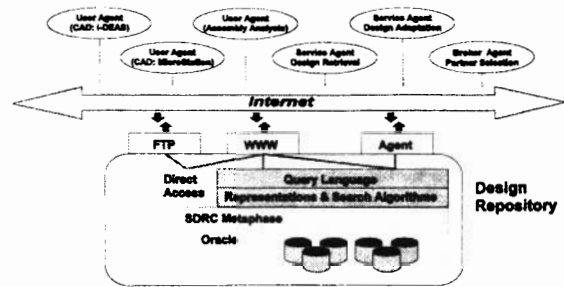 User Agent
(CAD: I-DEAS)
User Agent
(Assembly Analysis)
Service Agent
Design Adaptation
User Agent
(CAD: MicroStation)
Service Agent
Design Retrieval
Broker Agent
Partner Selection
Internet
FTP
WWW
Agent
Direct
Access
Query Language
Representations & Search Algorithms
SDRC Metaphase
Oracle
Design
Repository